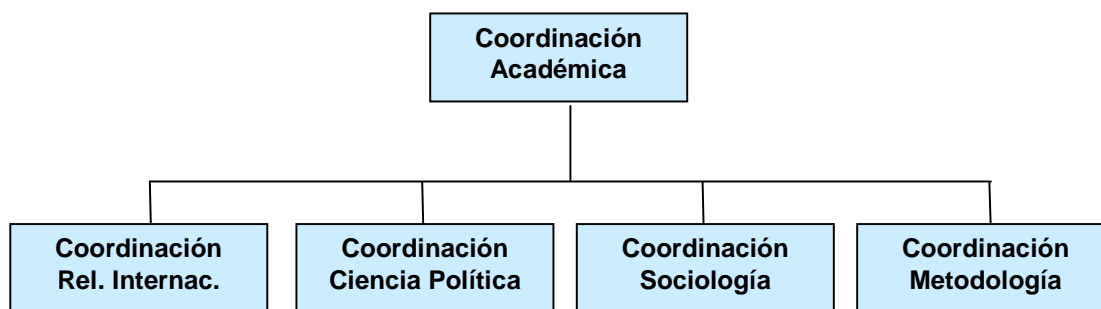 Coordinación
Académica
Coordinación
Rel. Internac.
Coordinación
Ciencia Política
Coordinación
Sociología
Coordinación
Metodología